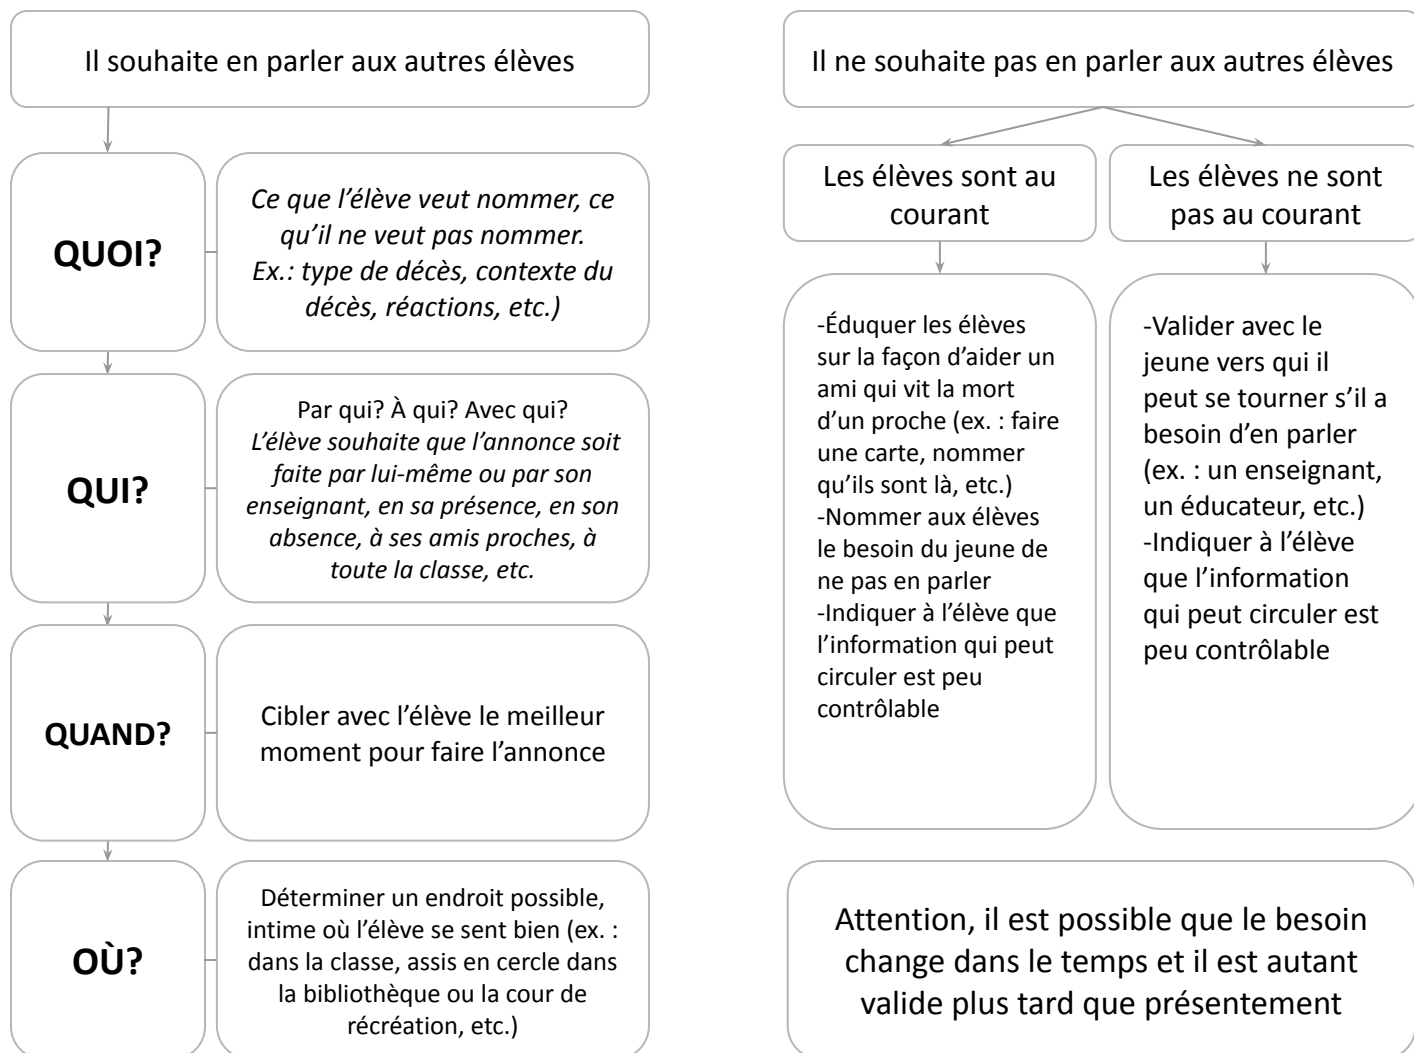 Il souhaite en parler aux autres élèves
QUOI?
Ce que l’élève veut nommer, ce
qu’il ne veut pas nommer.
Ex.: type de décès, contexte du
décès, réactions, etc.)
QUI?
Par qui? À qui? Avec qui?
L’élève souhaite que l’annonce soit
faite par lui-même ou par son
enseignant, en sa présence, en son
absence, à ses amis proches, à
toute la classe, etc.
QUAND?
Cibler avec l’élève le meilleur
moment pour faire l’annonce
OÙ?
Déterminer un endroit possible,
intime où l’élève se sent bien (ex. :
dans la classe, assis en cercle dans
la bibliothèque ou la cour de
récréation, etc.)
Il ne souhaite pas en parler aux autres élèves
Les élèves sont au
courant
-Éduquer les élèves
sur la façon d’aider un
ami qui vit la mort
d’un proche (ex. : faire
une carte, nommer
qu’ils sont là, etc.)
-Nommer aux élèves
le besoin du jeune de
ne pas en parler
-Indiquer à l’élève que
l’information qui peut
circuler est peu
contrôlable
Les élèves ne sont
pas au courant
-Valider avec le
jeune vers qui il
peut se tourner s’il a
besoin d’en parler
(ex. : un enseignant,
un éducateur, etc.)
-Indiquer à l’élève
que l’information
qui peut circuler est
peu contrôlable
Attention, il est possible que le besoin
change dans le temps et il est autant
valide plus tard que présentement